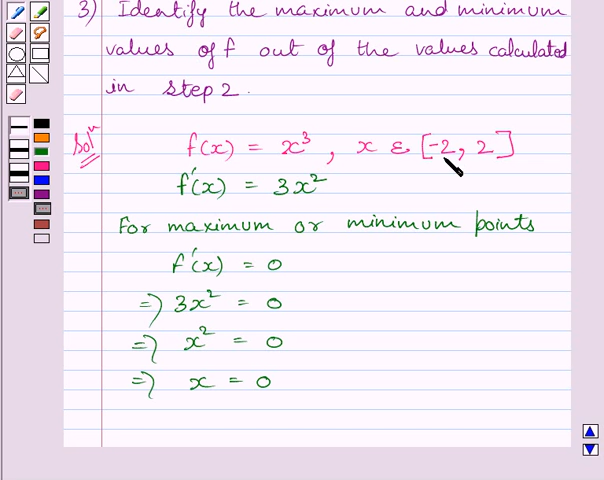 3) Identify the maximum and minimum
values of f out of the values calculated
in step 2.
Solⁿ f(x) = x³ , x ε [-2, 2]
f'(x) = 3x²
For maximum or minimum points
f'(x) = 0
=) 3x² = 0
=) x² = 0
=) x = 0